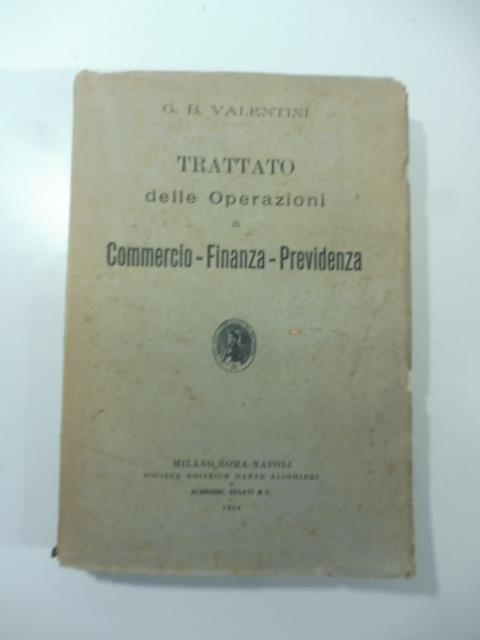 G. B. VALENTINI
TRATTATO
delle Operazioni
di
Commercio - Finanza - Previdenza
MILANO-ROMA-NAPOLI
SOCIETÀ EDITRICE DANTE ALIGHIERI
ALBRIGHI, SEGATI & C.